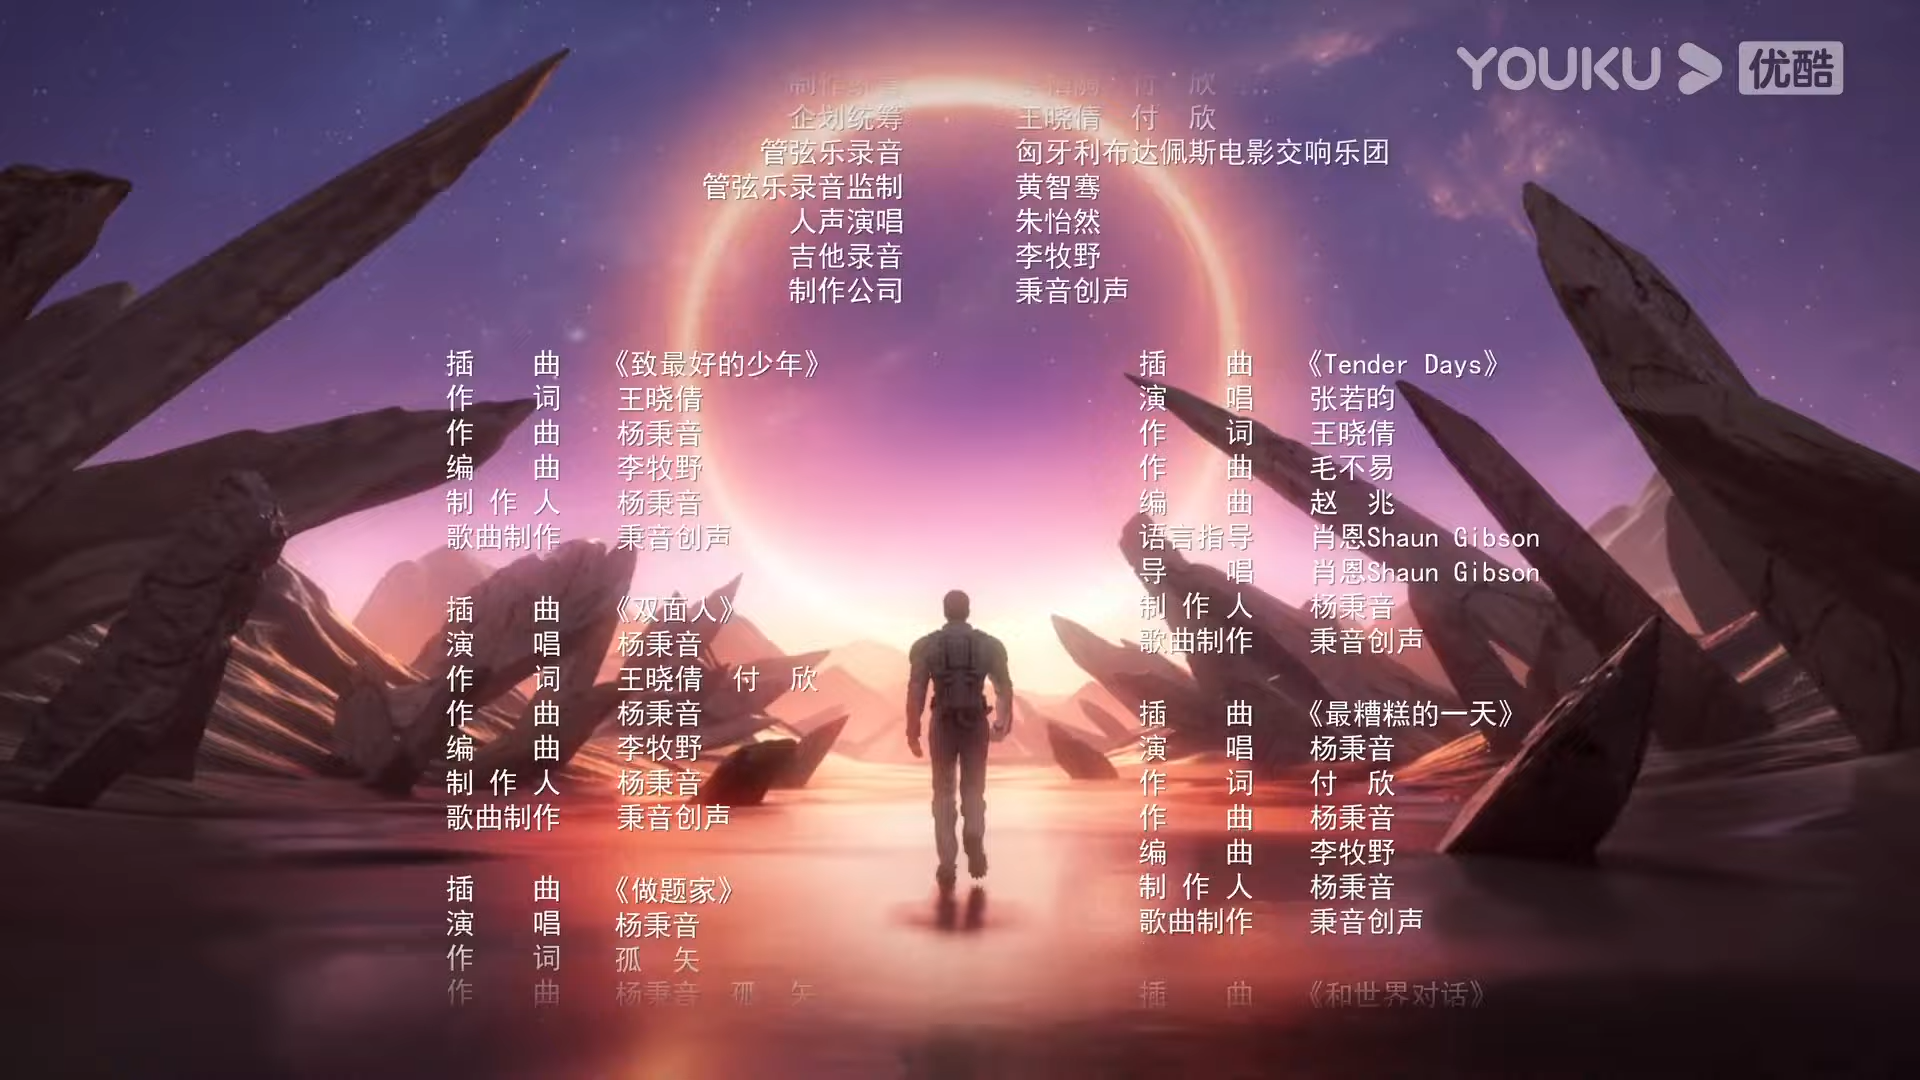 YOUKU 优酷
企划统筹 王晓倩 付 欣
管弦乐录音 匈牙利布达佩斯电影交响乐团
管弦乐录音监制 黄智骞
人声演唱 朱怡然
吉他录音 李牧野
制作公司 秉音创声
插 曲 《致最好的少年》
作 词 王晓倩
作 曲 杨秉音
编 曲 李牧野
制 作 人 杨秉音
歌曲制作 秉音创声
插 曲 《双面人》
演 唱 杨秉音
作 词 王晓倩 付 欣
作 曲 杨秉音
编 曲 李牧野
制 作 人 杨秉音
歌曲制作 秉音创声
插 曲 《做题家》
演 唱 杨秉音
作 词 孤 矢
作 曲 杨秉音 孤 矢
插 曲 《Tender Days》
演 唱 张若昀
作 词 王晓倩
作 曲 毛不易
编 曲 赵 兆
语言指导 肖恩Shaun Gibson
导 唱 肖恩Shaun Gibson
制 作 人 杨秉音
歌曲制作 秉音创声
插 曲 《最糟糕的一天》
演 唱 杨秉音
作 词 付 欣
作 曲 杨秉音
编 曲 李牧野
制 作 人 杨秉音
歌曲制作 秉音创声
插 曲 《和世界对话》